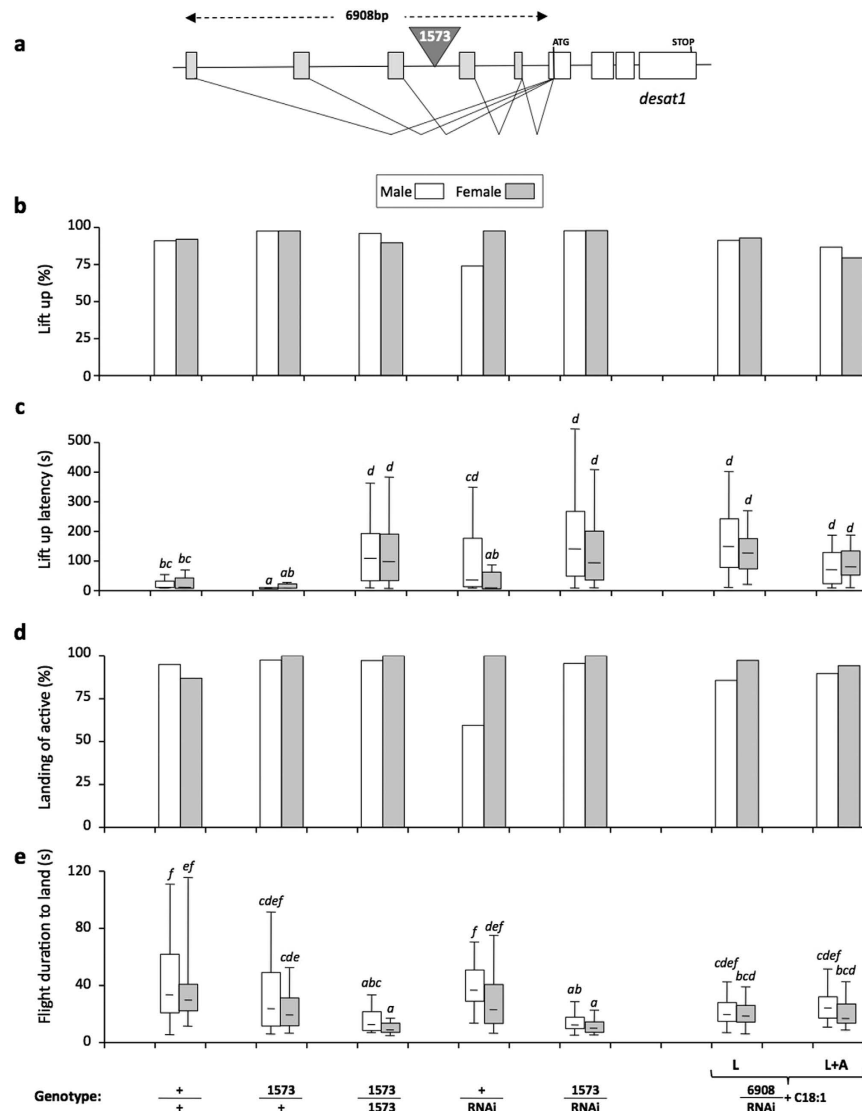 a
6908bp
1573
ATG
STOP
desat1
Male Female
b
Lift up (%)
100
75
50
25
0
c
Lift up latency (s)
500
400
300
200
100
0
bc bc
a ab
d d
cd ab
d d
d d
d d
d
Landing of active (%)
100
75
50
25
0
e
Flight duration to land (s)
120
80
40
0
f ef
cdef cde
abc a
f def
ab a
cdef bcd
cdef bcd
L L+A
Genotype:
+
+
1573
+
1573
1573
+
RNAi
1573
RNAi
6908
RNAi
+ C18:1